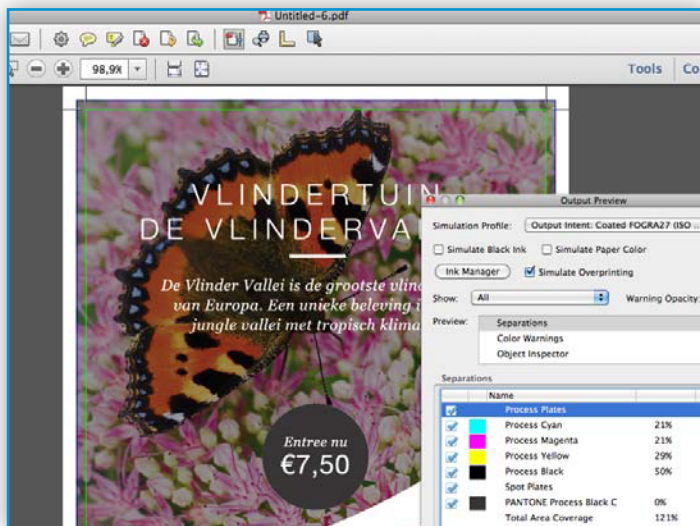 Untitled-6.pdf
98,9%
Tools
Co
VLINDERTUIN
DE VLINDERVA
De Vlinder Vallei is de grootste vlin
van Europa. Een unieke beleving i
jungle vallei met tropisch klima
Entree nu
€7,50
Output Preview
Simulation Profile: Output Intent: Coated FOGRA27 (ISO ...
Simulate Black Ink Simulate Paper Color
Ink Manager Simulate Overprinting
Show: All Warning Opacity:
Preview: Separations
Color Warnings
Object Inspector
Separations
Name
Process Plates
Process Cyan 21%
Process Magenta 21%
Process Yellow 29%
Process Black 50%
Spot Plates
PANTONE Process Black C 0%
Total Area Coverage 121%